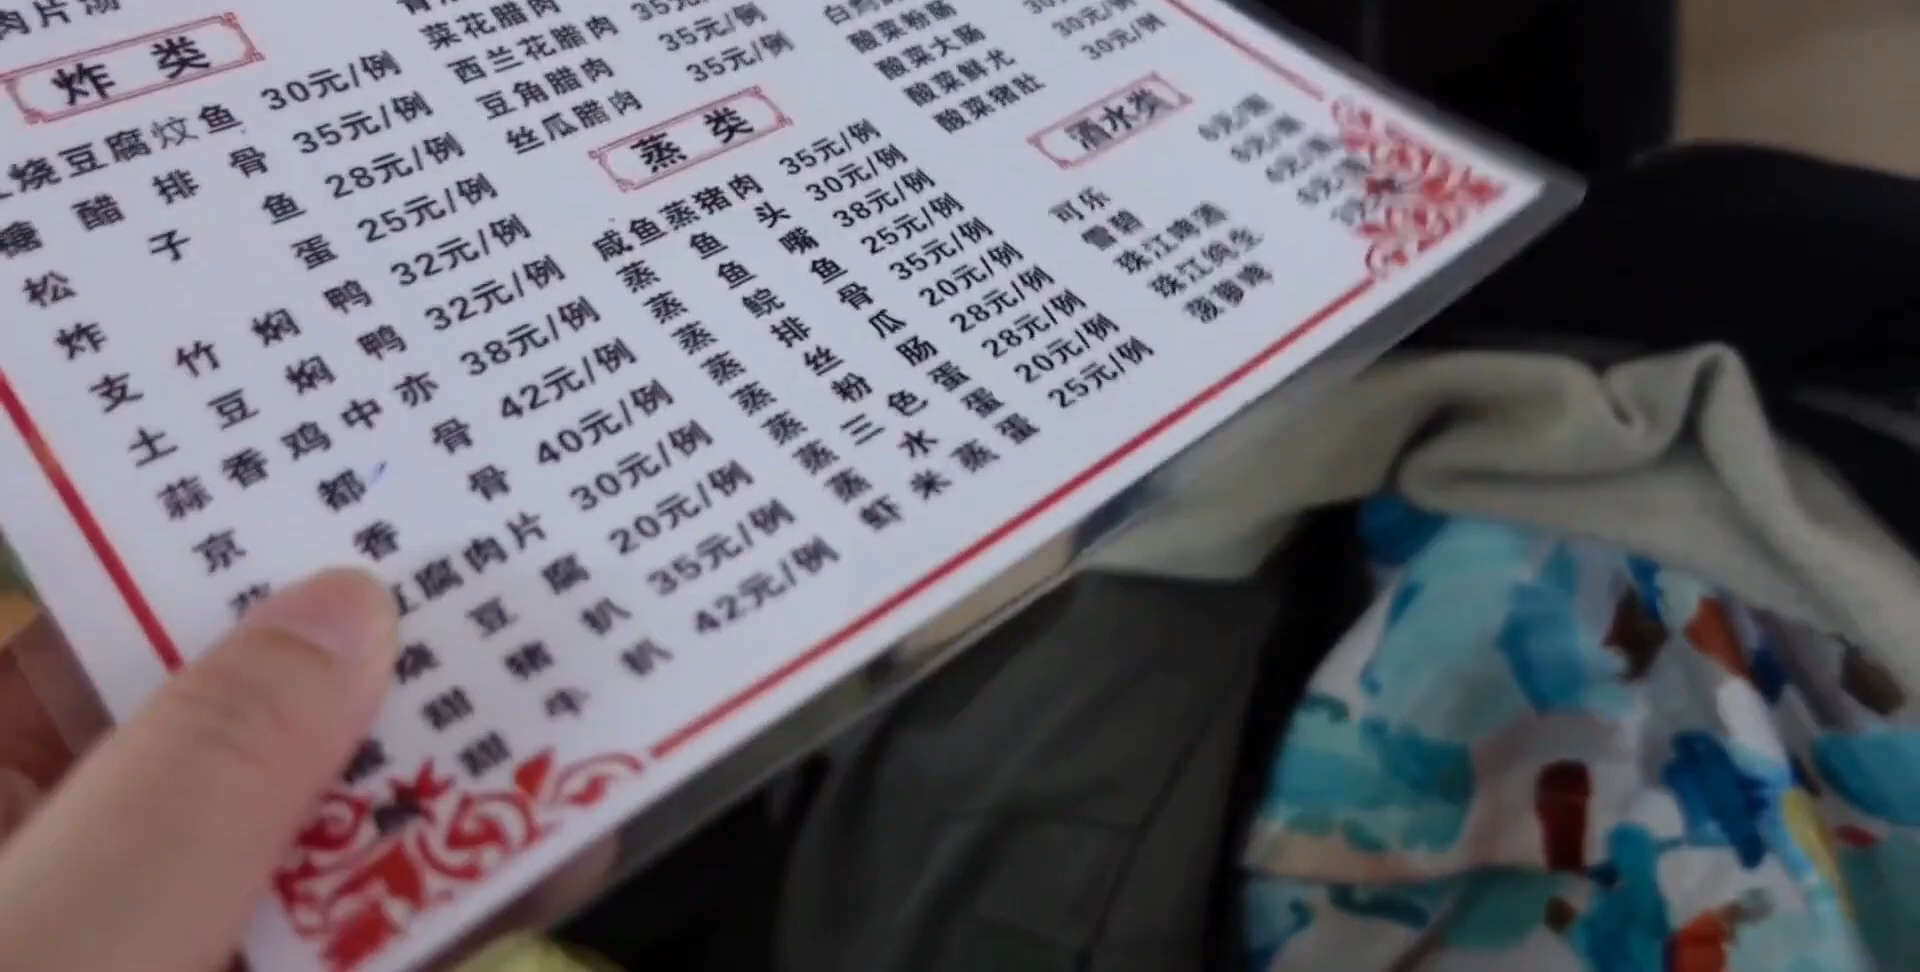 肉片汤
炸类
烧豆腐炆鱼 30元/例
糖醋排骨 35元/例
松子鱼 28元/例
炸蛋 25元/例
支竹焖鸭 32元/例
土豆焖鸭 32元/例
蒜香鸡中亦 38元/例
京都骨 42元/例
香骨 40元/例
豆腐肉片 30元/例
烧豆腐 20元/例
甜猪扒 35元/例
甜牛扒 42元/例
菜花腊肉
西兰花腊肉 35元
豆角腊肉 35元/例
丝瓜腊肉 35元/例
蒸类
咸鱼蒸猪肉 35元/例
蒸鱼头 30元/例
蒸鱼嘴 38元/例
蒸鲩鱼 25元/例
蒸排骨 35元/例
蒸丝瓜 20元/例
蒸粉肠 28元/例
蒸三色蛋 28元/例
蒸水蛋 20元/例
虾米蒸蛋 25元/例
酸菜粉肠
酸菜大肠 30
酸菜鲜尤 30元/例
酸菜猪肚 30元/例
酒水类
可乐
雪碧
珠江啤酒
珠江纯生
菠萝啤